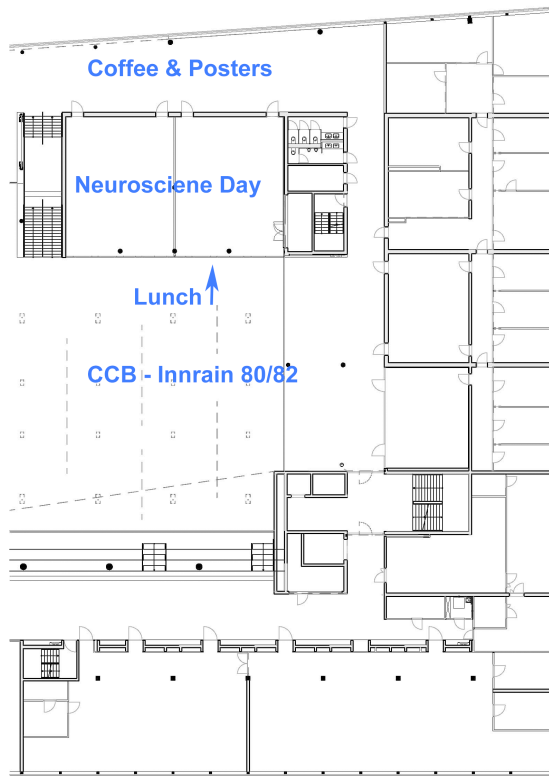 Coffee & Posters
Neurosciene Day
Lunch
CCB - Innrain 80/82